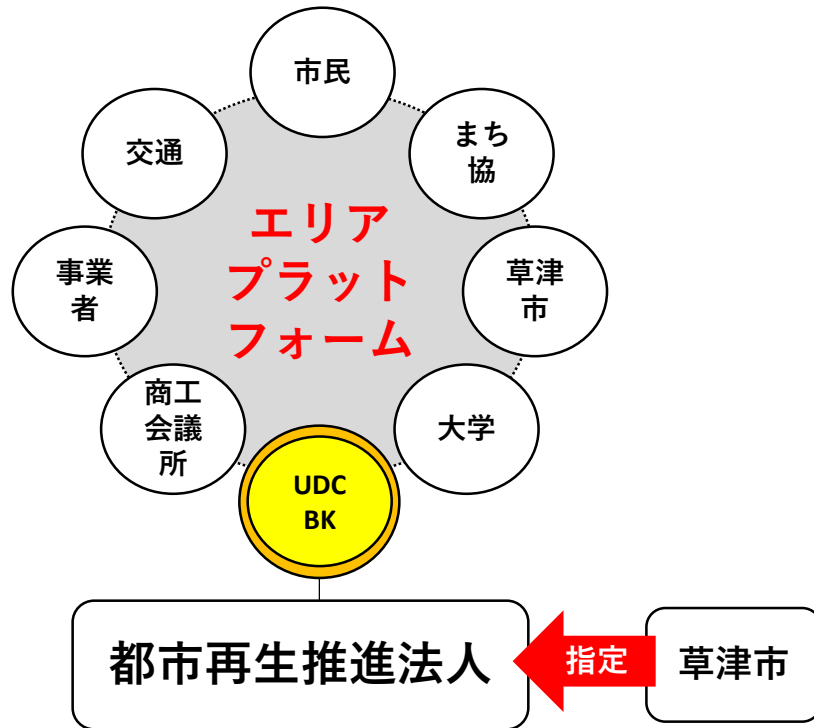 市民
まち
協
交通
エリア
プラット
フォーム
事業
者
草津
市
商工
会議
所
大学
UDC
BK
都市再生推進法人
指定
草津市